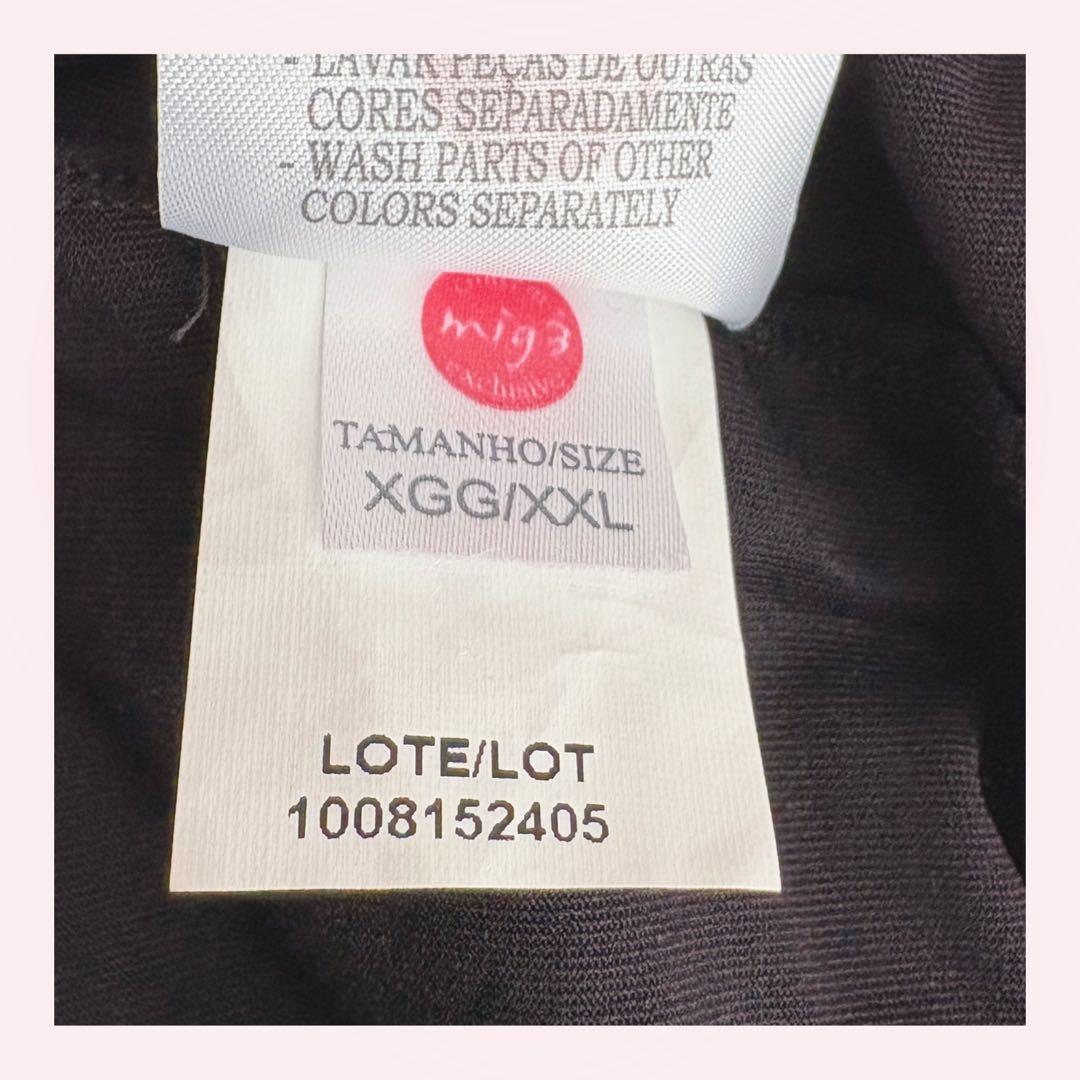 - LAVAR PEÇAS DE OUTRAS
CORES SEPARADAMENTE
- WASH PARTS OF OTHER
COLORS SEPARATELY
mig3
exclusive
TAMANHO/SIZE
XGG/XXL
LOTE/LOT
1008152405